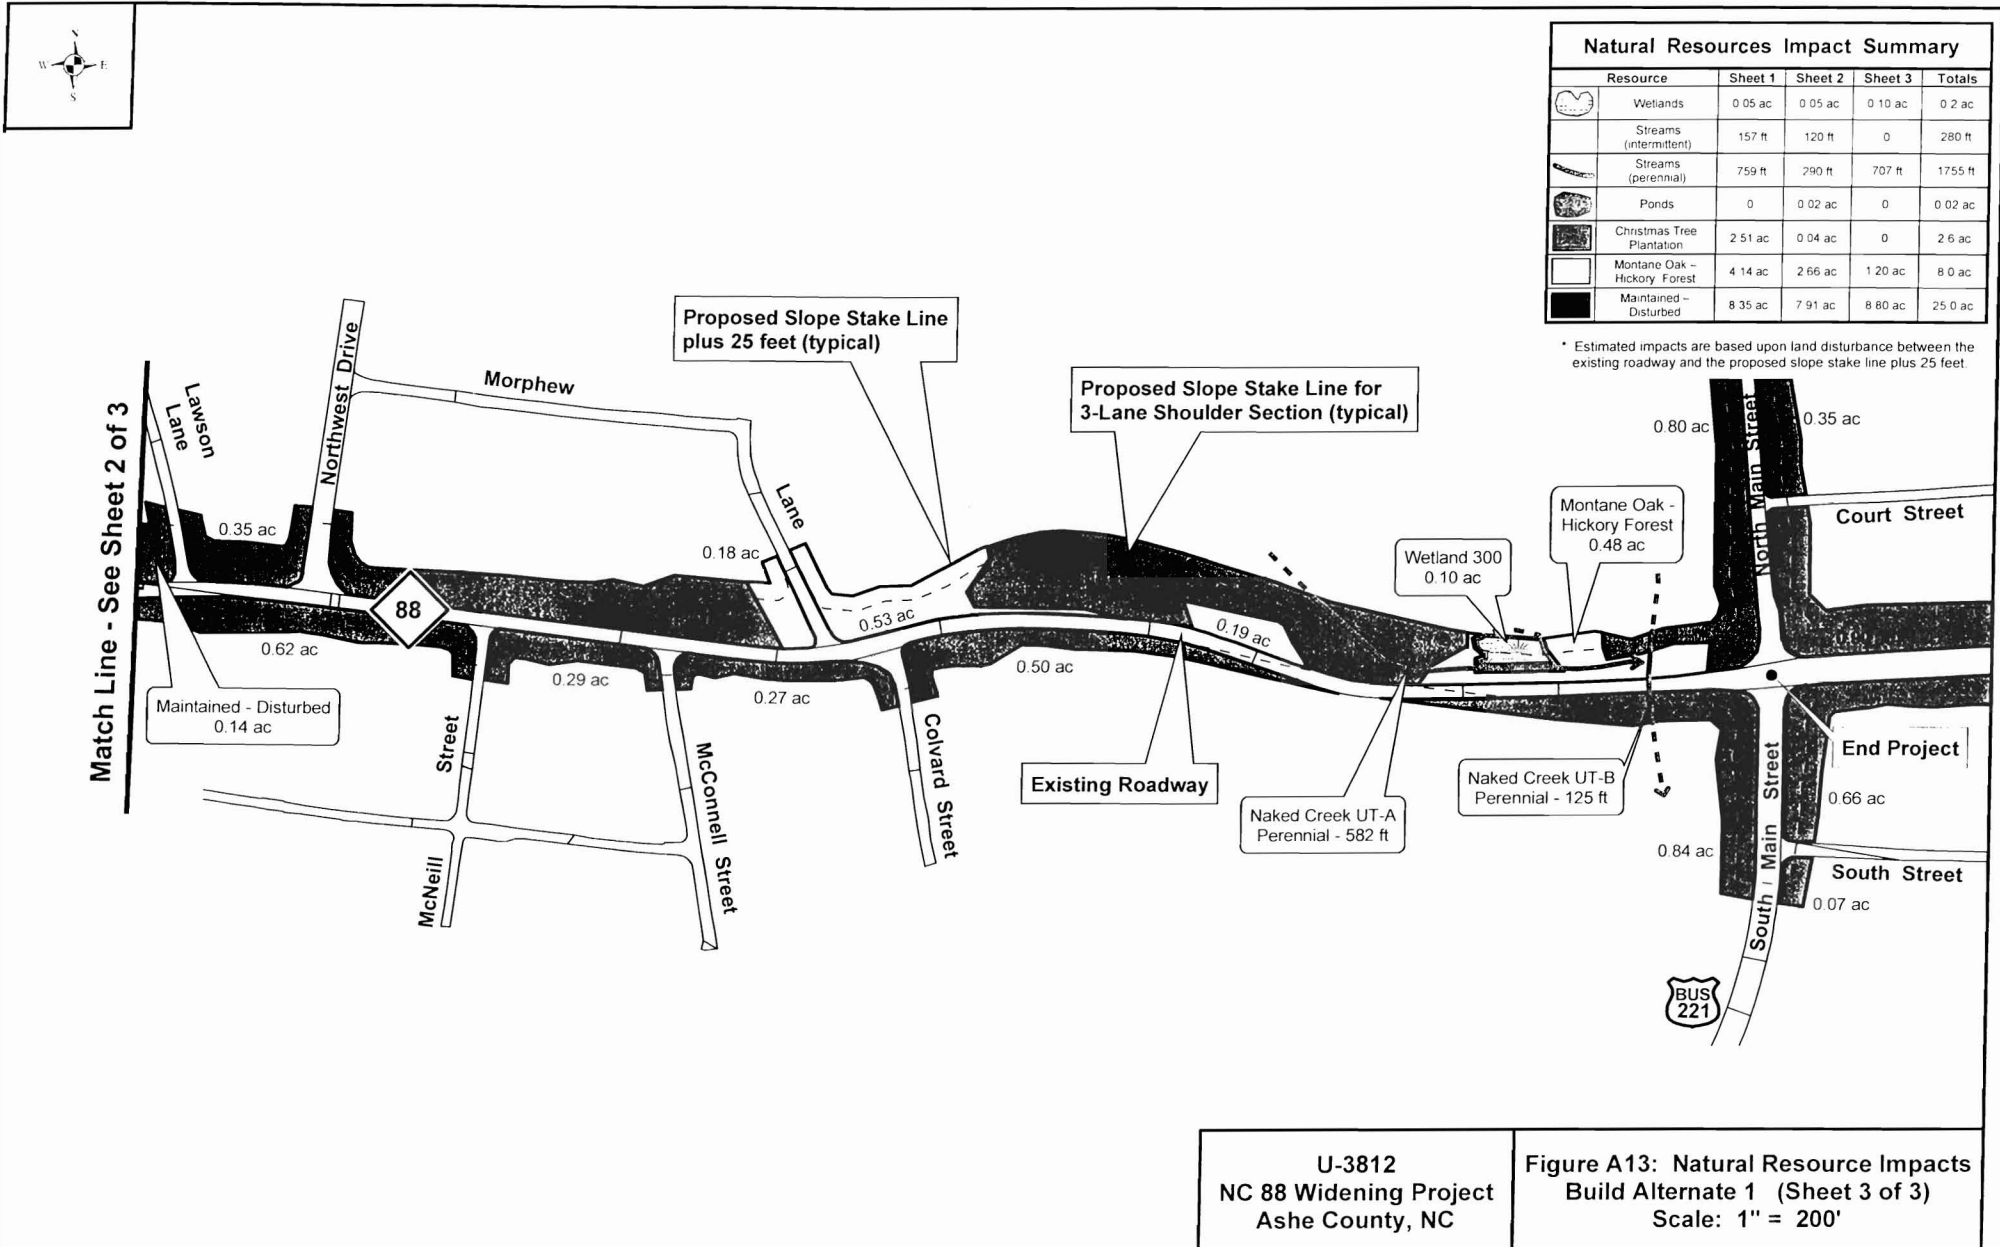 N
W E
S
Natural Resources Impact Summary
Resource Sheet 1 Sheet 2 Sheet 3 Totals
Wetlands 0 05 ac 0 05 ac 0 10 ac 0 2 ac
Streams
(intermittent) 157 ft 120 ft 0 280 ft
Streams
(perennial) 759 ft 290 ft 707 ft 1755 ft
Ponds 0 0 02 ac 0 0 02 ac
Christmas Tree
Plantation 2 51 ac 0 04 ac 0 2 6 ac
Montane Oak –
Hickory Forest 4 14 ac 2 66 ac 1 20 ac 8 0 ac
Maintained –
Disturbed 8 35 ac 7 91 ac 8 80 ac 25 0 ac
* Estimated impacts are based upon land disturbance between the
existing roadway and the proposed slope stake line plus 25 feet.
Match Line - See Sheet 2 of 3
Lawson
Lane
Northwest Drive
Morphew
Lane
Proposed Slope Stake Line
plus 25 feet (typical)
Proposed Slope Stake Line for
3-Lane Shoulder Section (typical)
0.80 ac
0.35 ac
North Main Street
Court Street
Montane Oak -
Hickory Forest
0.48 ac
Wetland 300
0.10 ac
0.35 ac
0.18 ac
88
0.53 ac
0.19 ac
0.62 ac
0.29 ac
0.27 ac
0.50 ac
Maintained - Disturbed
0.14 ac
Street
McNeill
McConnell Street
Colvard Street
Existing Roadway
Naked Creek UT-A
Perennial - 582 ft
Naked Creek UT-B
Perennial - 125 ft
End Project
0.66 ac
0.84 ac
South Main Street
South Street
0.07 ac
BUS
221
U-3812
NC 88 Widening Project
Ashe County, NC
Figure A13: Natural Resource Impacts
Build Alternate 1 (Sheet 3 of 3)
Scale: 1" = 200'